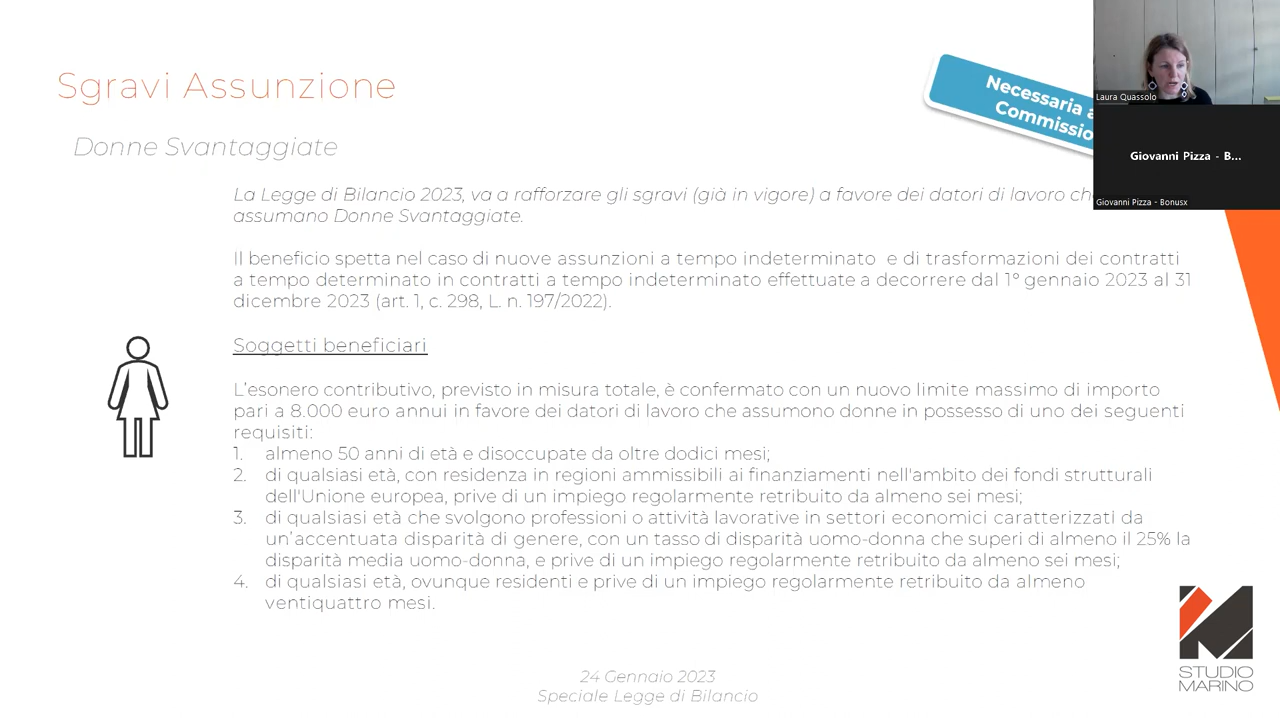 Sgravi Assunzione
Necessaria
Commissio
Laura Quassolo
Donne Svantaggiate
Giovanni Pizza - B...
Giovanni Pizza - Bonusx
La Legge di Bilancio 2023, va a rafforzare gli sgravi (già in vigore) a favore dei datori di lavoro
assumano Donne Svantaggiate.
Il beneficio spetta nel caso di nuove assunzioni a tempo indeterminato e di trasformazioni dei contratti
a tempo determinato in contratti a tempo indeterminato effettuate a decorrere dal 1° gennaio 2023 al 31
dicembre 2023 (art. 1, c. 298, L. n. 197/2022).
Soggetti beneficiari
L'esonero contributivo, previsto in misura totale, è confermato con un nuovo limite massimo di importo
pari a 8.000 euro annui in favore dei datori di lavoro che assumono donne in possesso di uno dei seguenti
requisiti:
1. almeno 50 anni di età e disoccupate da oltre dodici mesi;
2. di qualsiasi età, con residenza in regioni ammissibili ai finanziamenti nell'ambito dei fondi strutturali
dell'Unione europea, prive di un impiego regolarmente retribuito da almeno sei mesi;
3. di qualsiasi età che svolgono professioni o attività lavorative in settori economici caratterizzati da
un'accentuata disparità di genere, con un tasso di disparità uomo-donna che superi di almeno il 25% la
disparità media uomo-donna, e prive di un impiego regolarmente retribuito da almeno sei mesi;
4. di qualsiasi età, ovunque residenti e prive di un impiego regolarmente retribuito da almeno
ventiquattro mesi.
24 Gennaio 2023
Speciale Legge di Bilancio
STUDIO
MARINO